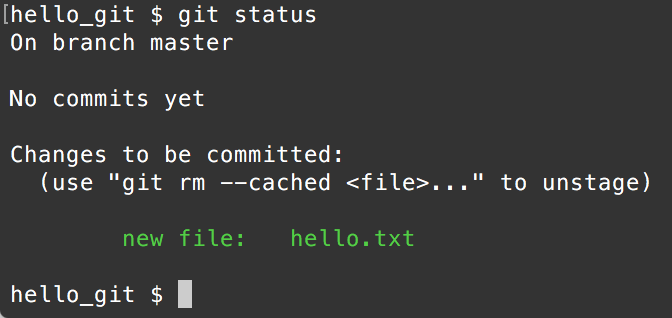 [hello_git $ git status
On branch master
No commits yet
Changes to be committed:
(use "git rm --cached <file>..." to unstage)
new file: hello.txt
hello_git $